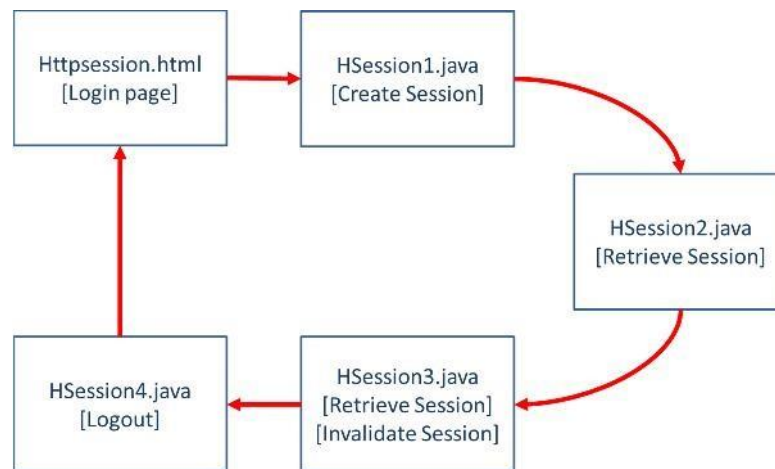 Httpsession.html
[Login page]
HSession1.java
[Create Session]
HSession2.java
[Retrieve Session]
HSession3.java
[Retrieve Session]
[Invalidate Session]
HSession4.java
[Logout]